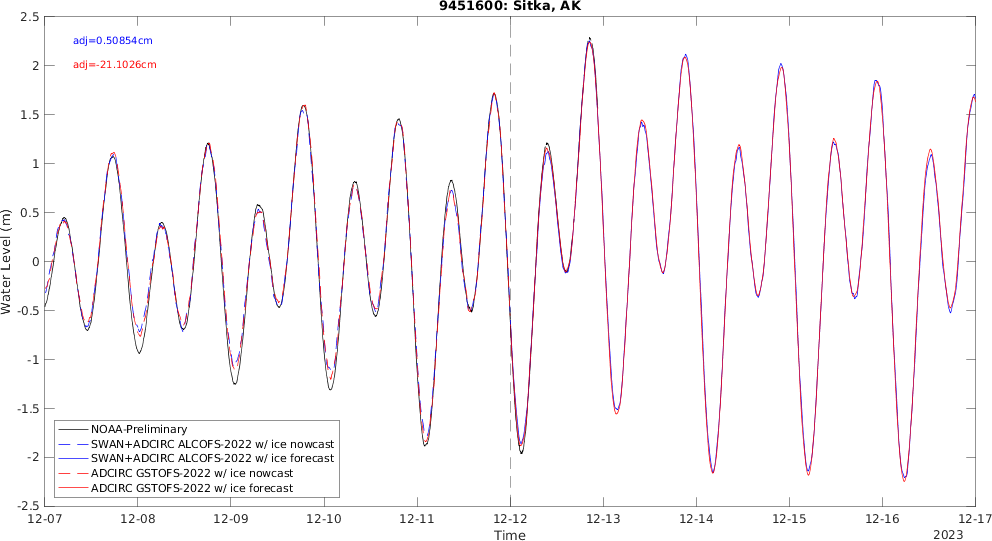 9451600: Sitka, AK
adj=0.50854cm
adj=-21.1026cm
Water Level (m)
2.5
2
1.5
1
0.5
0
-0.5
-1
-1.5
-2
-2.5
NOAA-Preliminary
SWAN+ADCIRC ALCOFS-2022 w/ ice nowcast
SWAN+ADCIRC ALCOFS-2022 w/ ice forecast
ADCIRC GSTOFS-2022 w/ ice nowcast
ADCIRC GSTOFS-2022 w/ ice forecast
12-07 12-08 12-09 12-10 12-11 12-12 12-13 12-14 12-15 12-16 12-17
Time
2023